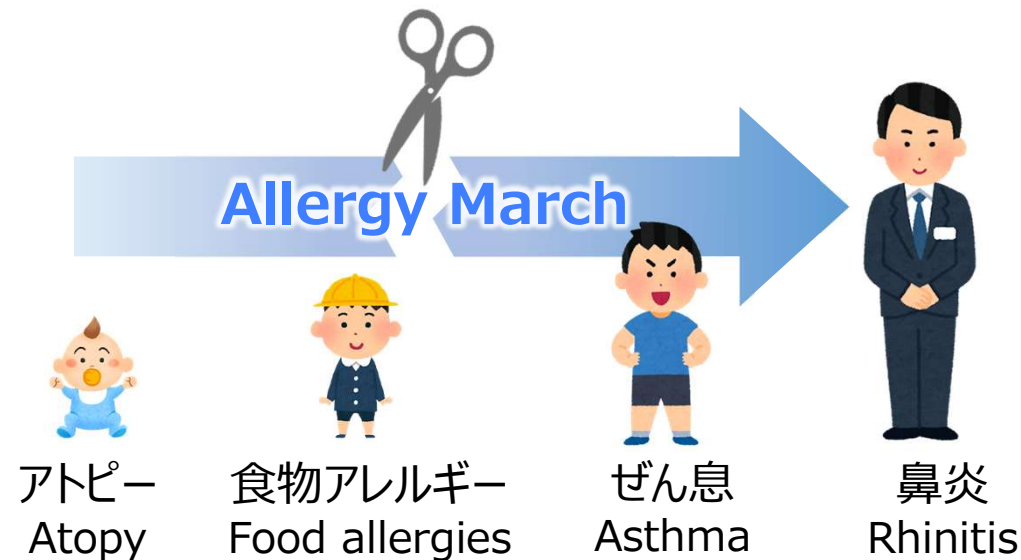 Allergy March
アトピー
Atopy
食物アレルギー
Food allergies
ぜん息
Asthma
鼻炎
Rhinitis